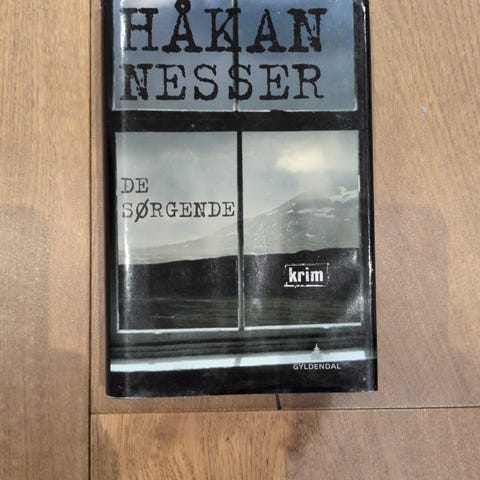 HÅKAN
NESSER
DE
SØRGENDE
krim
GYLDENDAL